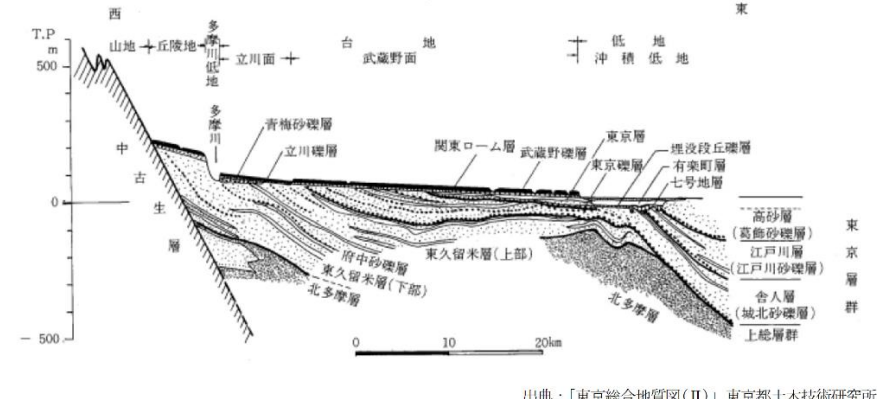 西
東
T.P
m
500
0
－500
山地
丘陵地
多摩川低地
台地
立川面
武蔵野面
低地
沖積低地
多摩川
青梅砂礫層
立川礫層
関東ローム層
武蔵野礫層
東京層
東京礫層
埋没段丘礫層
有楽町層
七号地層
中古生層
府中砂礫層
東久留米層(下部)
北多摩層
東久留米層(上部)
北多摩層
高砂層
(葛飾砂礫層)
江戸川層
(江戸川砂礫層)
舎人層
(城北砂礫層)
上総層群
東京層群
0
10
20km
出典：「東京総合地質図(Ⅱ)」東京都土木技術研究所